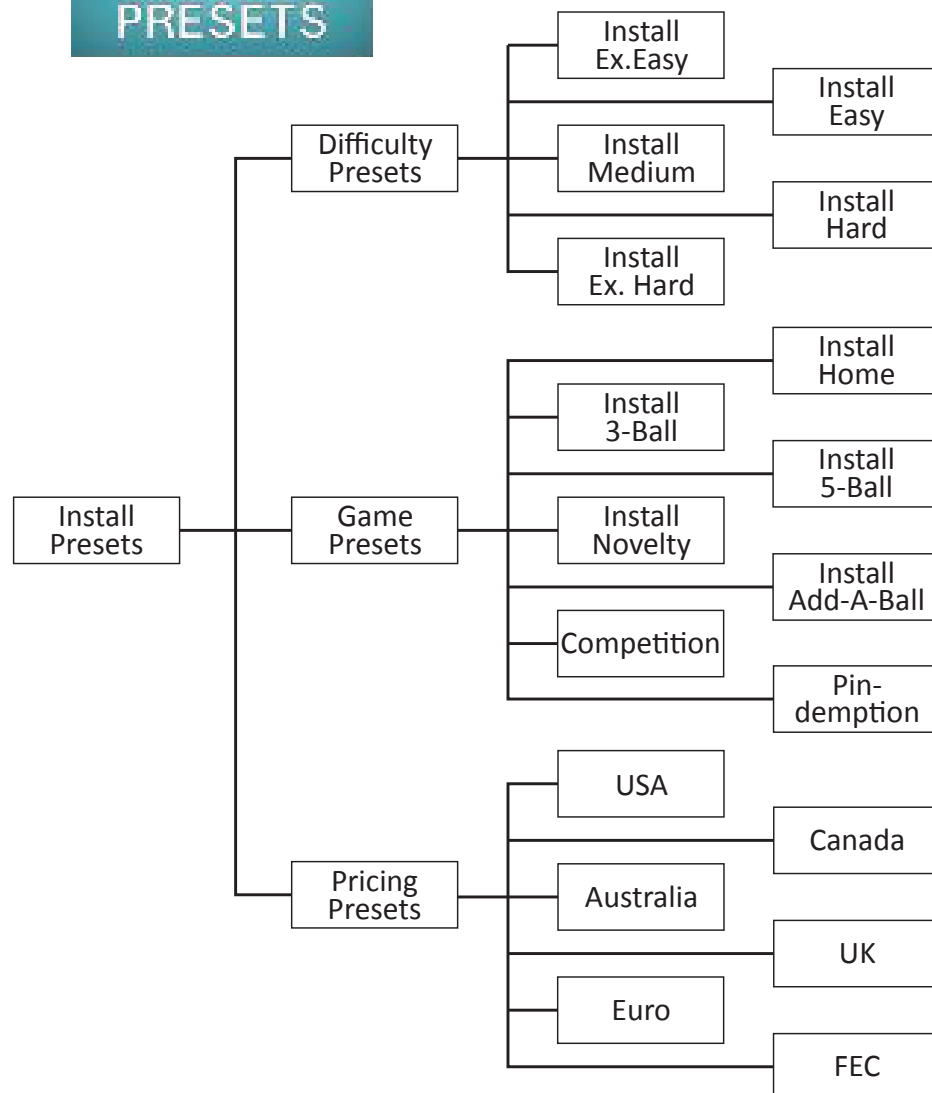 PRESETS
Install
Ex.Easy
Install
Easy
Difficulty
Presets
Install
Medium
Install
Hard
Install
Ex. Hard
Install
Home
Install
3-Ball
Install
5-Ball
Install
Presets
Game
Presets
Install
Novelty
Install
Add-A-Ball
Competition
Pin-
demption
USA
Canada
Pricing
Presets
Australia
UK
Euro
FEC